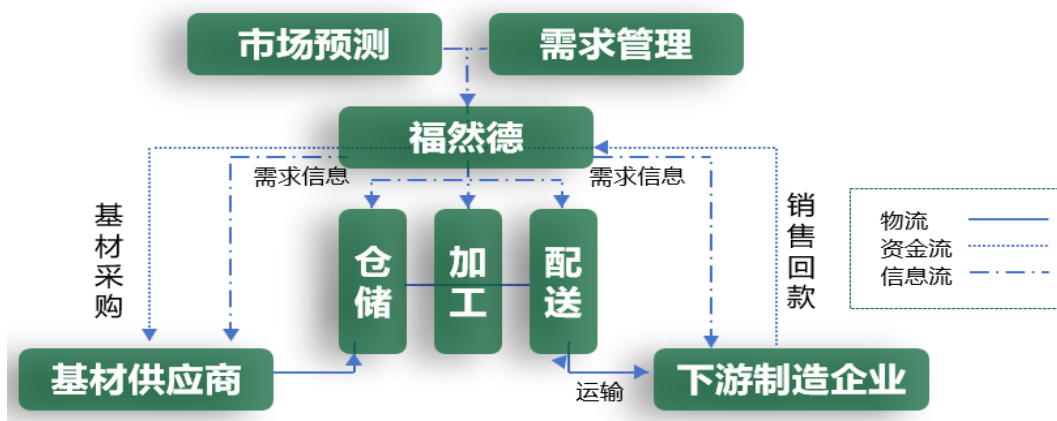 市场预测
需求管理
福然德
需求信息
需求信息
基材采购
仓储
加工
配送
销售回款
物流
资金流
信息流
基材供应商
运输
下游制造企业